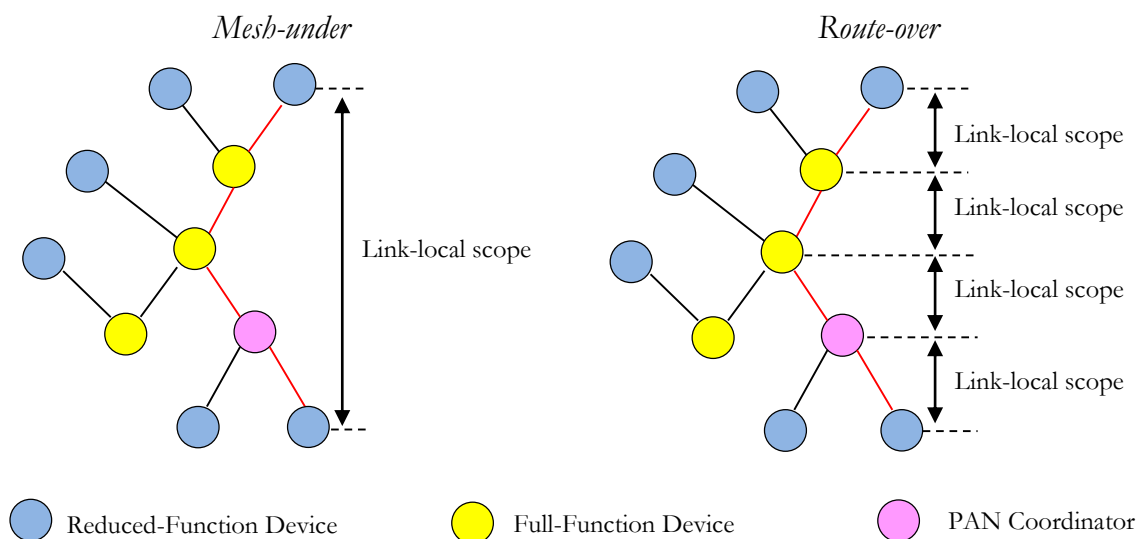 Mesh-under
Route-over
Link-local scope
Link-local scope
Link-local scope
Link-local scope
Link-local scope
Reduced-Function Device
Full-Function Device
PAN Coordinator